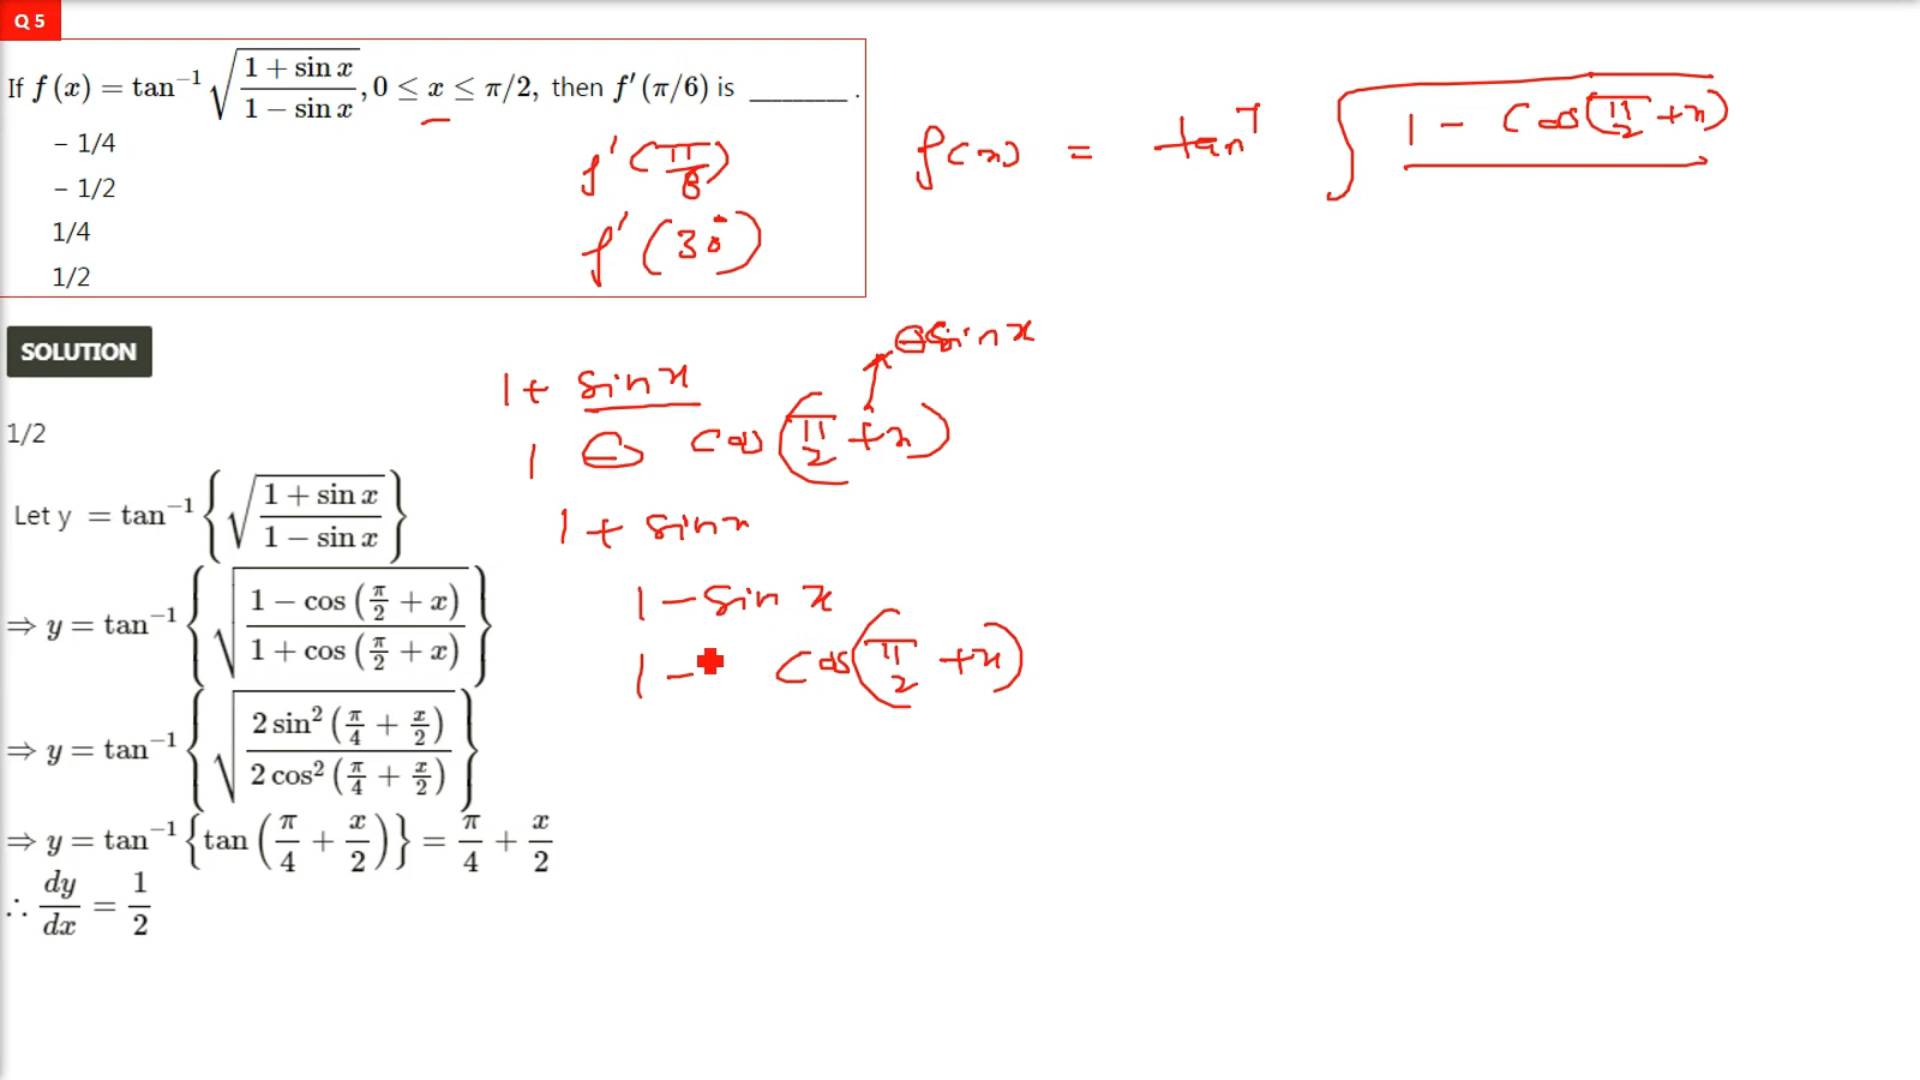 Q 5
If f (x) = tan⁻¹ √((1 + sin x)/(1 − sin x)), 0 ≤ x ≤ π/2, then f′ (π/6) is ________ .
– 1/4
– 1/2
1/4
1/2
f′(π/6)
f′(30°)
f(x) = tan⁻¹ √(1 − cos(π/2 + x)
SOLUTION
1/2
Let y = tan⁻¹ {√((1 + sin x)/(1 − sin x))}
⇒ y = tan⁻¹ {√((1 − cos (π/2 + x))/(1 + cos (π/2 + x)))}
⇒ y = tan⁻¹ {√((2 sin² (π/4 + x/2))/(2 cos² (π/4 + x/2)))}
⇒ y = tan⁻¹ {tan (π/4 + x/2)} = π/4 + x/2
∴ dy/dx = 1/2
⊖sin x
1 + sin x
1 ⊖ cos(π/2 + x)
1 + sin x
1 − sin x
1 − cos(π/2 + x)